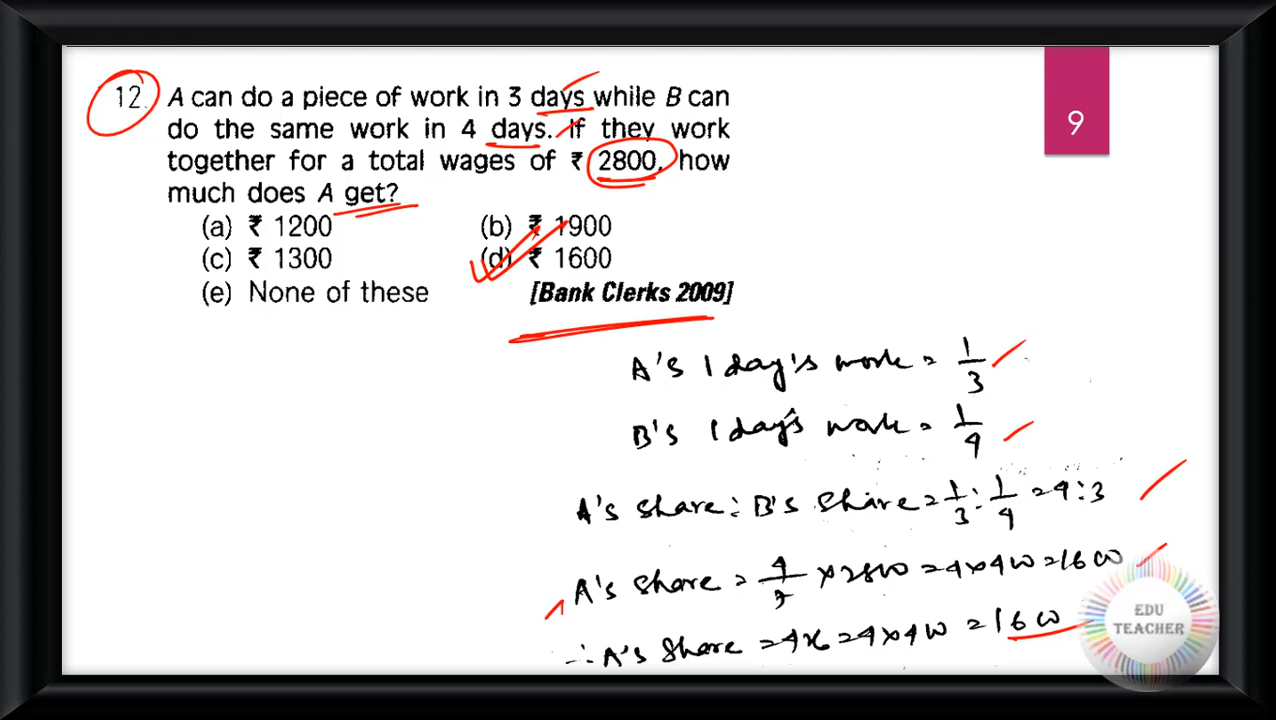 9
12. A can do a piece of work in 3 days while B can
do the same work in 4 days. If they work
together for a total wages of ₹ 2800, how
much does A get?
(a) ₹ 1200 (b) ₹ 1900
(c) ₹ 1300 (d) ₹ 1600
(e) None of these [Bank Clerks 2009]
A's 1 day's work = 1/3
B's 1 day's work = 1/4
A's share : B's share = 1/3 : 1/4 = 4:3
A's share = 4/7 × 2800 = 4×400 = 1600
∴ A's share = 4x = 4×400 = 1600
EDU
TEACHER